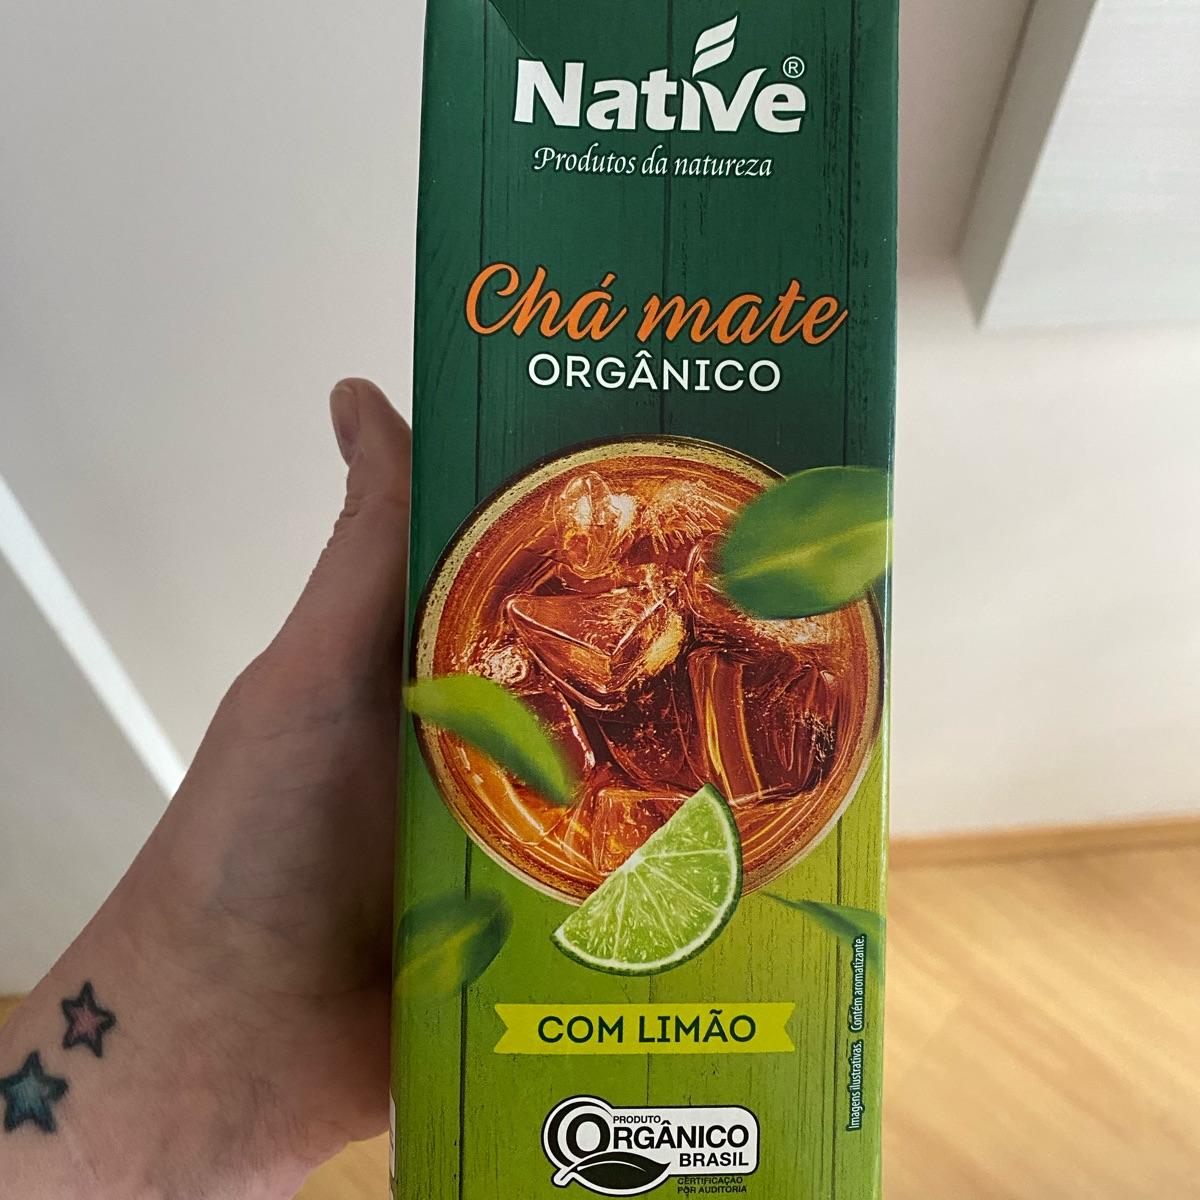 Native®
Produtos da natureza
Chá mate
ORGÂNICO
COM LIMÃO
Imagens ilustrativas. Contém aromatizante.
PRODUTO
ORGÂNICO
BRASIL
CERTIFICAÇÃO
POR AUDITORIA